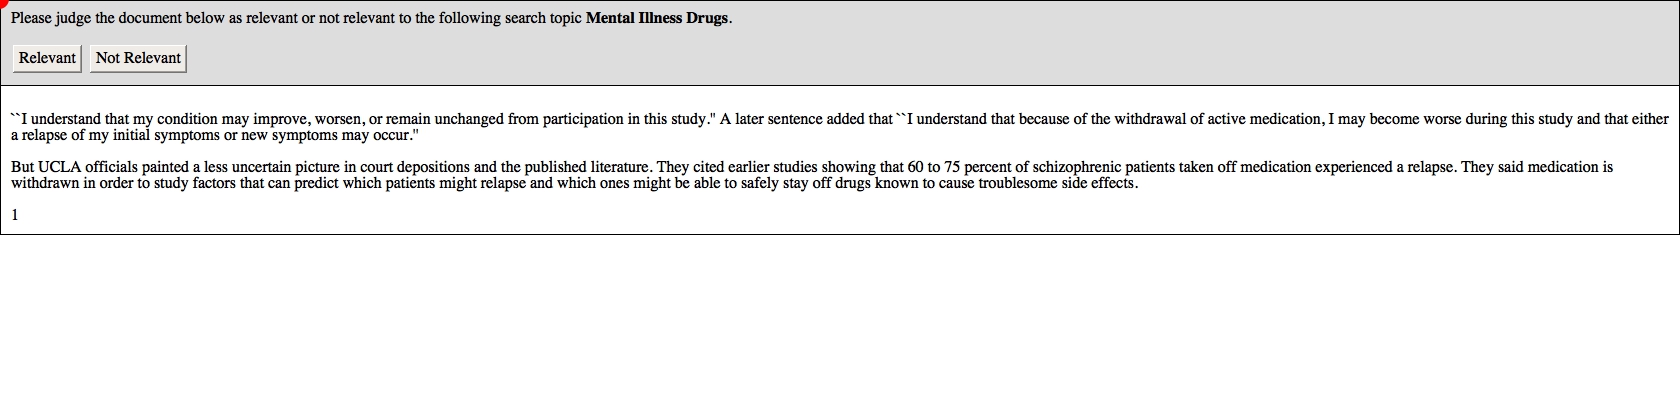 Please judge the document below as relevant or not relevant to the following search topic Mental Illness Drugs.
Relevant Not Relevant
``I understand that my condition may improve, worsen, or remain unchanged from participation in this study.'' A later sentence added that ``I understand that because of the withdrawal of active medication, I may become worse during this study and that either
a relapse of my initial symptoms or new symptoms may occur.''
But UCLA officials painted a less uncertain picture in court depositions and the published literature. They cited earlier studies showing that 60 to 75 percent of schizophrenic patients taken off medication experienced a relapse. They said medication is
withdrawn in order to study factors that can predict which patients might relapse and which ones might be able to safely stay off drugs known to cause troublesome side effects.
1